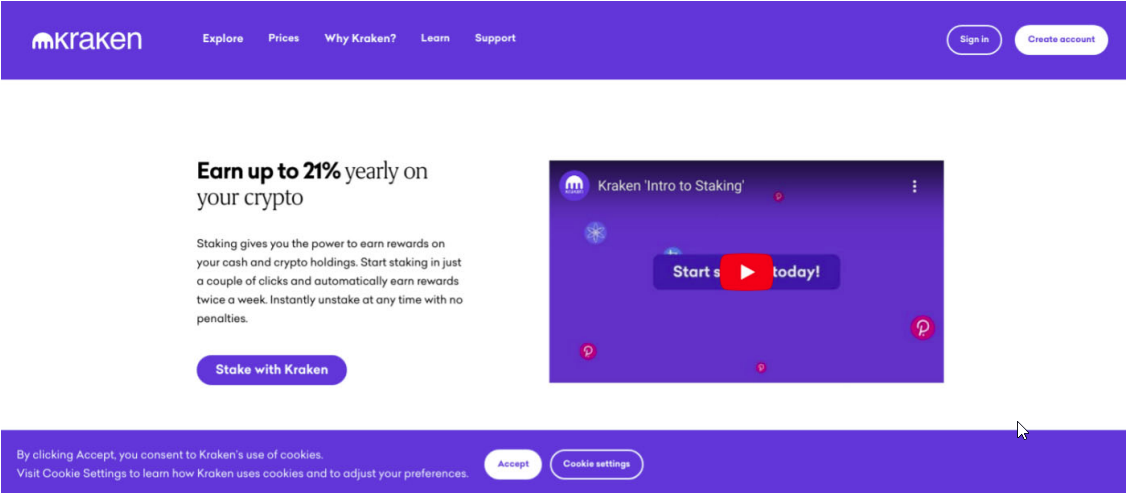 mkraken
Explore Prices Why Kraken? Learn Support
Sign in Create account
Earn up to 21% yearly on
your crypto
Staking gives you the power to earn rewards on
your cash and crypto holdings. Start staking in just
a couple of clicks and automatically earn rewards
twice a week. Instantly unstake at any time with no
penalties.
Stake with Kraken
Kraken 'Intro to Staking'
Start s today!
By clicking Accept, you consent to Kraken's use of cookies.
Visit Cookie Settings to learn how Kraken uses cookies and to adjust your preferences.
Accept Cookie settings